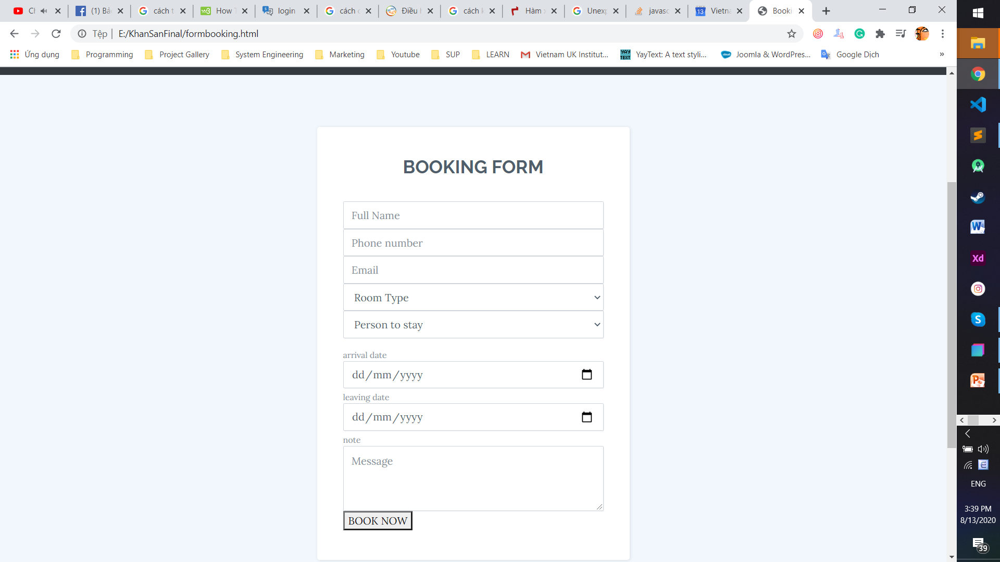 Ch
(1) Bả
cách t
How T
login
cách c
Điều h
cách k
Hàm x
Unexp
javasc
Vietna
Booki
Tệp | E:/KhanSanFinal/formbooking.html
Ứng dụng
Programming
Project Gallery
System Engineering
Marketing
Youtube
SUP
LEARN
Vietnam UK Institut...
YayText: A text styli...
Joomla & WordPres...
Google Dịch
»
BOOKING FORM
Full Name
Phone number
Email
Room Type
Person to stay
arrival date
dd/mm/yyyy
leaving date
dd/mm/yyyy
note
Message
BOOK NOW
ENG
3:39 PM
8/13/2020
39